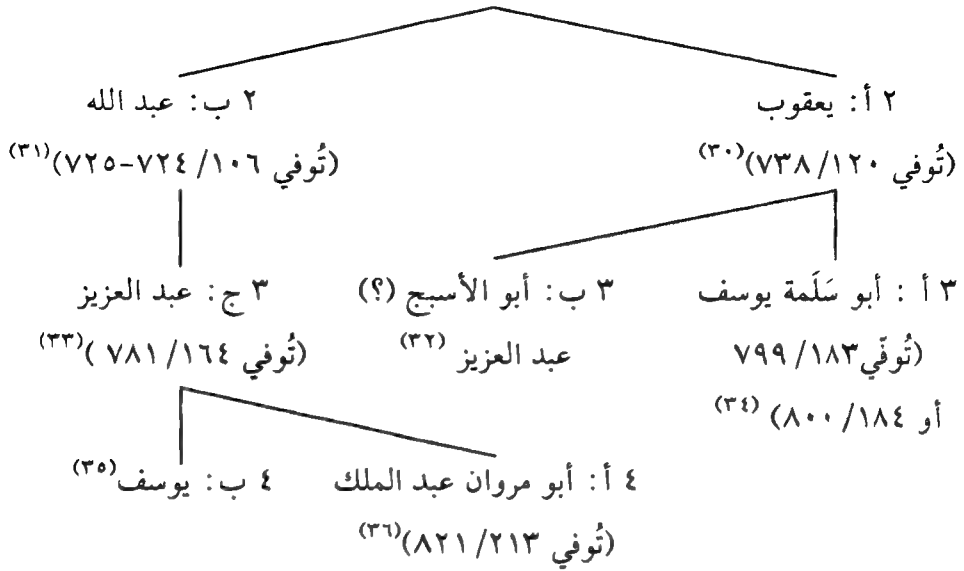 ٢ أ: يعقوب ٢ ب: عبد الله
(تُوفي ١٢٠/ ٧٣٨)(٣٠) (تُوفي ١٠٦/ ٧٢٤-٧٢٥)(٣١)
٣ أ : أبو سَلَمة يوسف ٣ ب: أبو الأسبج (؟) ٣ ج: عبد العزيز
(تُوفّي١٨٣/ ٧٩٩ عبد العزيز (٣٢) (تُوفي ١٦٤/ ٧٨١ )(٣٣)
أو ١٨٤/ ٨٠٠) (٣٤)
٤ أ: أبو مروان عبد الملك ٤ ب: يوسف(٣٥)
(تُوفي ٢١٣/ ٨٢١)(٣٦)